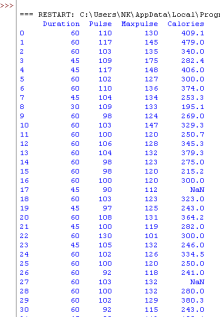 >>>
=== RESTART: C:\Users\NK\AppData\Local\Progr
Duration Pulse Maxpulse Calories
0 60 110 130 409.1
1 60 117 145 479.0
2 60 103 135 340.0
3 45 109 175 282.4
4 45 117 148 406.0
5 60 102 127 300.0
6 60 110 136 374.0
7 45 104 134 253.3
8 30 109 133 195.1
9 60 98 124 269.0
10 60 103 147 329.3
11 60 100 120 250.7
12 60 106 128 345.3
13 60 104 132 379.3
14 60 98 123 275.0
15 60 98 120 215.2
16 60 100 120 300.0
17 45 90 112 NaN
18 60 103 123 323.0
19 45 97 125 243.0
20 60 108 131 364.2
21 45 100 119 282.0
22 60 130 101 300.0
23 45 105 132 246.0
24 60 102 126 334.5
25 60 100 120 250.0
26 60 92 118 241.0
27 60 103 132 NaN
28 60 100 132 280.0
29 60 102 129 380.3
30 60 92 115 243.0